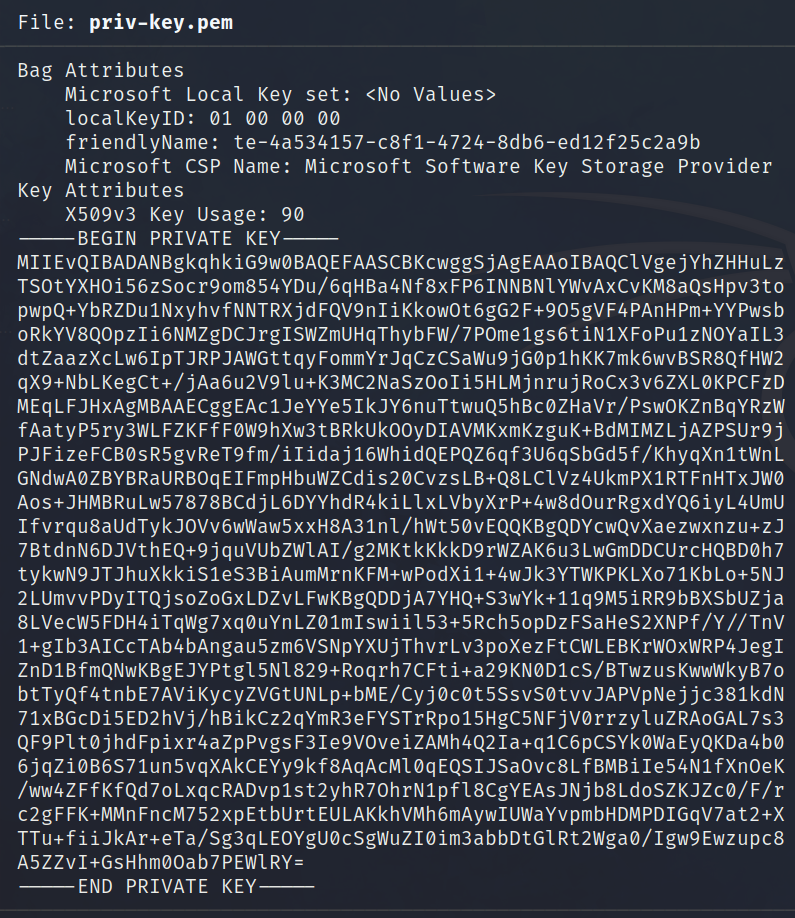 File: priv-key.pem
Bag Attributes
Microsoft Local Key set: <No Values>
localKeyID: 01 00 00 00
friendlyName: te-4a534157-c8f1-4724-8db6-ed12f25c2a9b
Microsoft CSP Name: Microsoft Software Key Storage Provider
Key Attributes
X509v3 Key Usage: 90
-----BEGIN PRIVATE KEY-----
MIIEvQIBADANBgkqhkiG9w0BAQEFAASCBKcwggSjAgEAAoIBAQClVgejYhZHHuLz
TSOtYXHOi56zSocr9om854YDu/6qHBa4Nf8xFP6INNBNlYWvAxCvKM8aQsHpv3to
pwpQ+YbRZDu1NxyhvfNNTRXjdFQV9nIiKkowOt6gG2F+9O5gVF4PAnHPm+YYPwsb
oRkYV8QOpzIi6NMZgDCJrgISWZmUHqThybFW/7POme1gs6tiN1XFoPu1zNOYaIL3
dtZaazXcLw6IpTJRPJAWGttqyFommYrJqCzCSaWu9jG0p1hKK7mk6wvBSR8QfHW2
qX9+NbLKegCt+/jAa6u2V9lu+K3MC2NaSzOoIi5HLMjnrujRoCx3v6ZXL0KPCFzD
MEqLFJHxAgMBAAECggEAc1JeYYe5IkJY6nuTtwuQ5hBc0ZHaVr/PswOKZnBqYRzW
fAatyP5ry3WLFZKFfF0W9hXw3tBRkUkOOyDIAVMKxmKzguK+BdMIMZLjAZPSUr9j
PJFizeFCB0sR5gvReT9fm/iIidaj16WhidQEPQZ6qf3U6qSbGd5f/KhyqXn1tWnL
GNdwA0ZBYBRaURBOqEIFmpHbuWZCdis20CvzsLB+Q8LClVz4UkmPX1RTFnHTxJW0
Aos+JHMBRuLw57878BCdjL6DYYhdR4kiLlxLVbyXrP+4w8dOurRgxdYQ6iyL4UmU
Ifvrqu8aUdTykJOVv6wWaw5xxH8A31nl/hWt50vEQQKBgQDYcwQvXaezwxnzu+zJ
7BtdnN6DJVthEQ+9jquVUbZWlAI/g2MKtkKkkD9rWZAK6u3LwGmDDCUrcHQBD0h7
tykwN9JTJhuXkkiS1eS3BiAumMrnKFM+wPodXi1+4wJk3YTWKPKLXo71KbLo+5NJ
2LUmvvPDyITQjsoZoGxLDZvLFwKBgQDDjA7YHQ+S3wYk+11q9M5iRR9bBXSbUZja
8LVecW5FDH4iTqWg7xq0uYnLZ01mIswiil53+5Rch5opDzFSaHeS2XNPf/Y//TnV
1+gIb3AICcTAb4bAngau5zm6VSNpYXUjThvrLv3poXezFtCWLEBKrWOxWRP4JegI
ZnD1BfmQNwKBgEJYPtgl5Nl829+Roqrh7CFti+a29KN0D1cS/BTwzusKwwWkyB7o
btTyQf4tnbE7AViKycyZVGtUNLp+bME/Cyj0c0t5SsvS0tvvJAPVpNejjc381kdN
71xBGcDi5ED2hVj/hBikCz2qYmR3eFYSTrRpo15HgC5NFjV0rrzyluZRAoGAL7s3
QF9Plt0jhdFpixr4aZpPvgsF3Ie9VOveiZAMh4Q2Ia+q1C6pCSYk0WaEyQKDa4b0
6jqZi0B6S71un5vqXAkCEYy9kf8AqAcMl0qEQSIJSaOvc8LfBMBiIe54N1fXnOeK
/ww4ZFfKfQd7oLxqcRADvp1st2yhR7OhrN1pfl8CgYEAsJNjb8LdoSZKJZc0/F/r
c2gFFK+MMnFncM752xpEtbUrtEULAKkhVMh6mAywIUWaYvpmbHDMPDIGqV7at2+X
TTu+fiiJkAr+eTa/Sg3qLEOYgU0cSgWuZI0im3abbDtGlRt2Wga0/Igw9Ewzupc8
A5ZZvI+GsHhm0Oab7PEWlRY=
-----END PRIVATE KEY-----